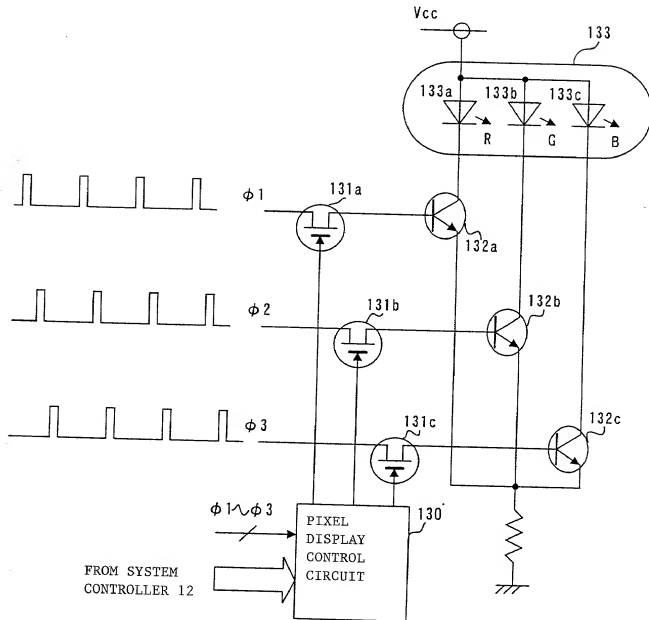 Vcc
133
133a 133b 133c
R G B
ϕ1
131a
132a
ϕ2
131b
132b
ϕ3
131c
132c
ϕ1~ϕ3
130
PIXEL
DISPLAY
CONTROL
CIRCUIT
FROM SYSTEM
CONTROLLER 12